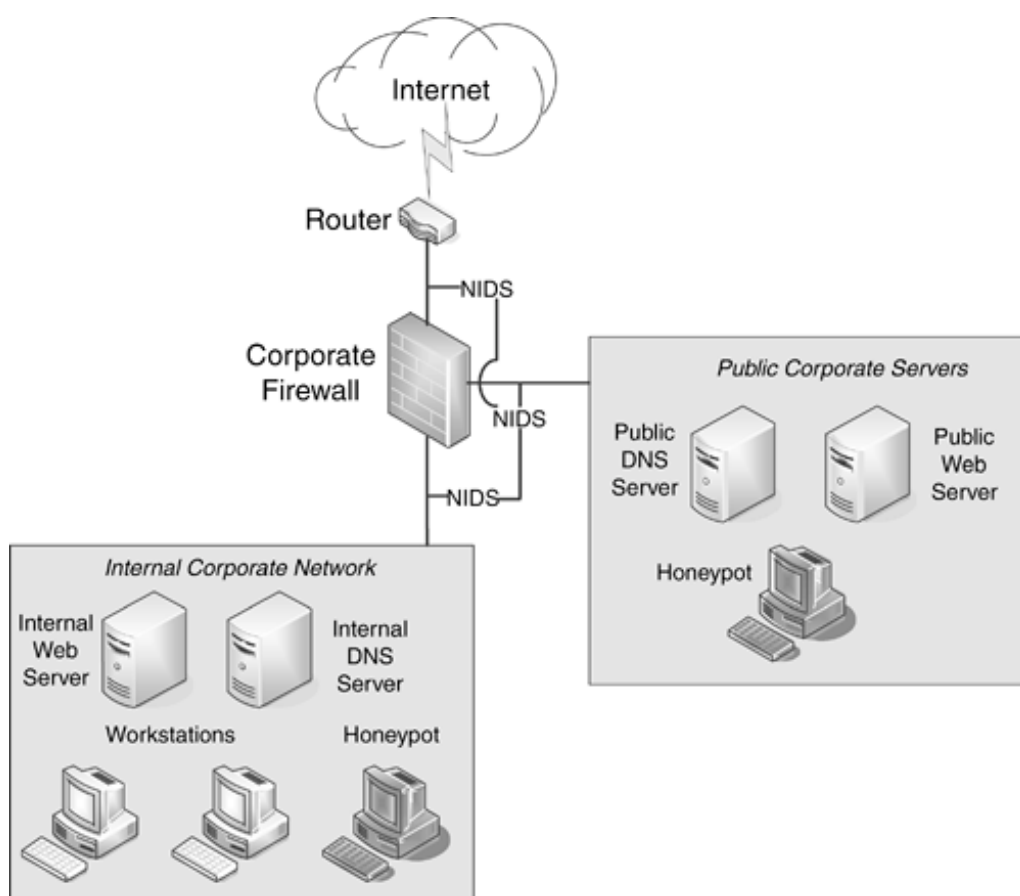 Internet
Router
NIDS
Corporate
Firewall
NIDS
NIDS
Public Corporate Servers
Public
DNS
Server
Public
Web
Server
Honeypot
Internal Corporate Network
Internal
Web
Server
Internal
DNS
Server
Workstations
Honeypot